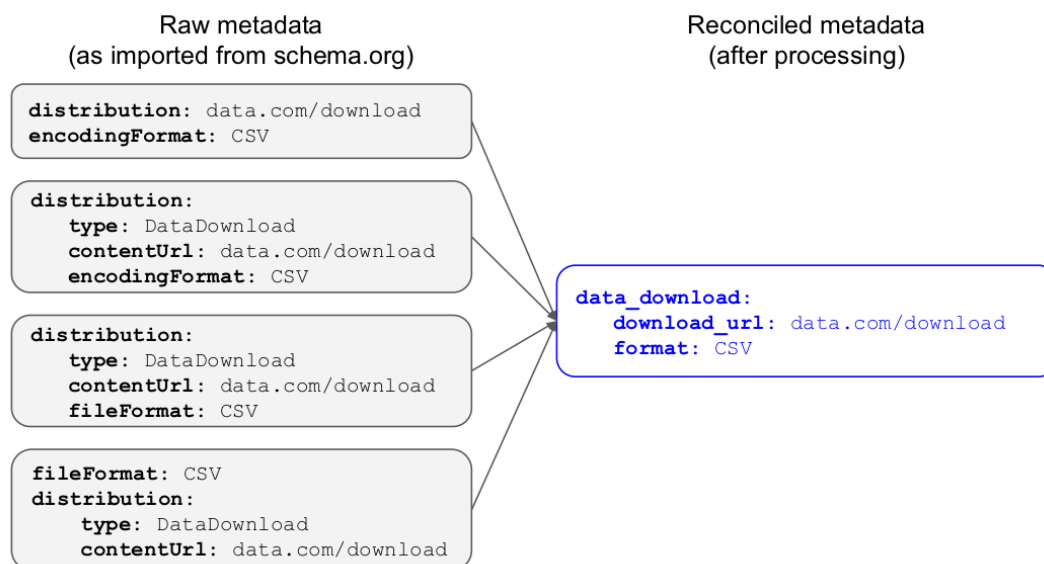 Raw metadata
(as imported from schema.org)
distribution: data.com/download
encodingFormat: CSV
distribution:
type: DataDownload
contentUrl: data.com/download
encodingFormat: CSV
distribution:
type: DataDownload
contentUrl: data.com/download
fileFormat: CSV
fileFormat: CSV
distribution:
type: DataDownload
contentUrl: data.com/download
Reconciled metadata
(after processing)
data_download:
download_url: data.com/download
format: CSV